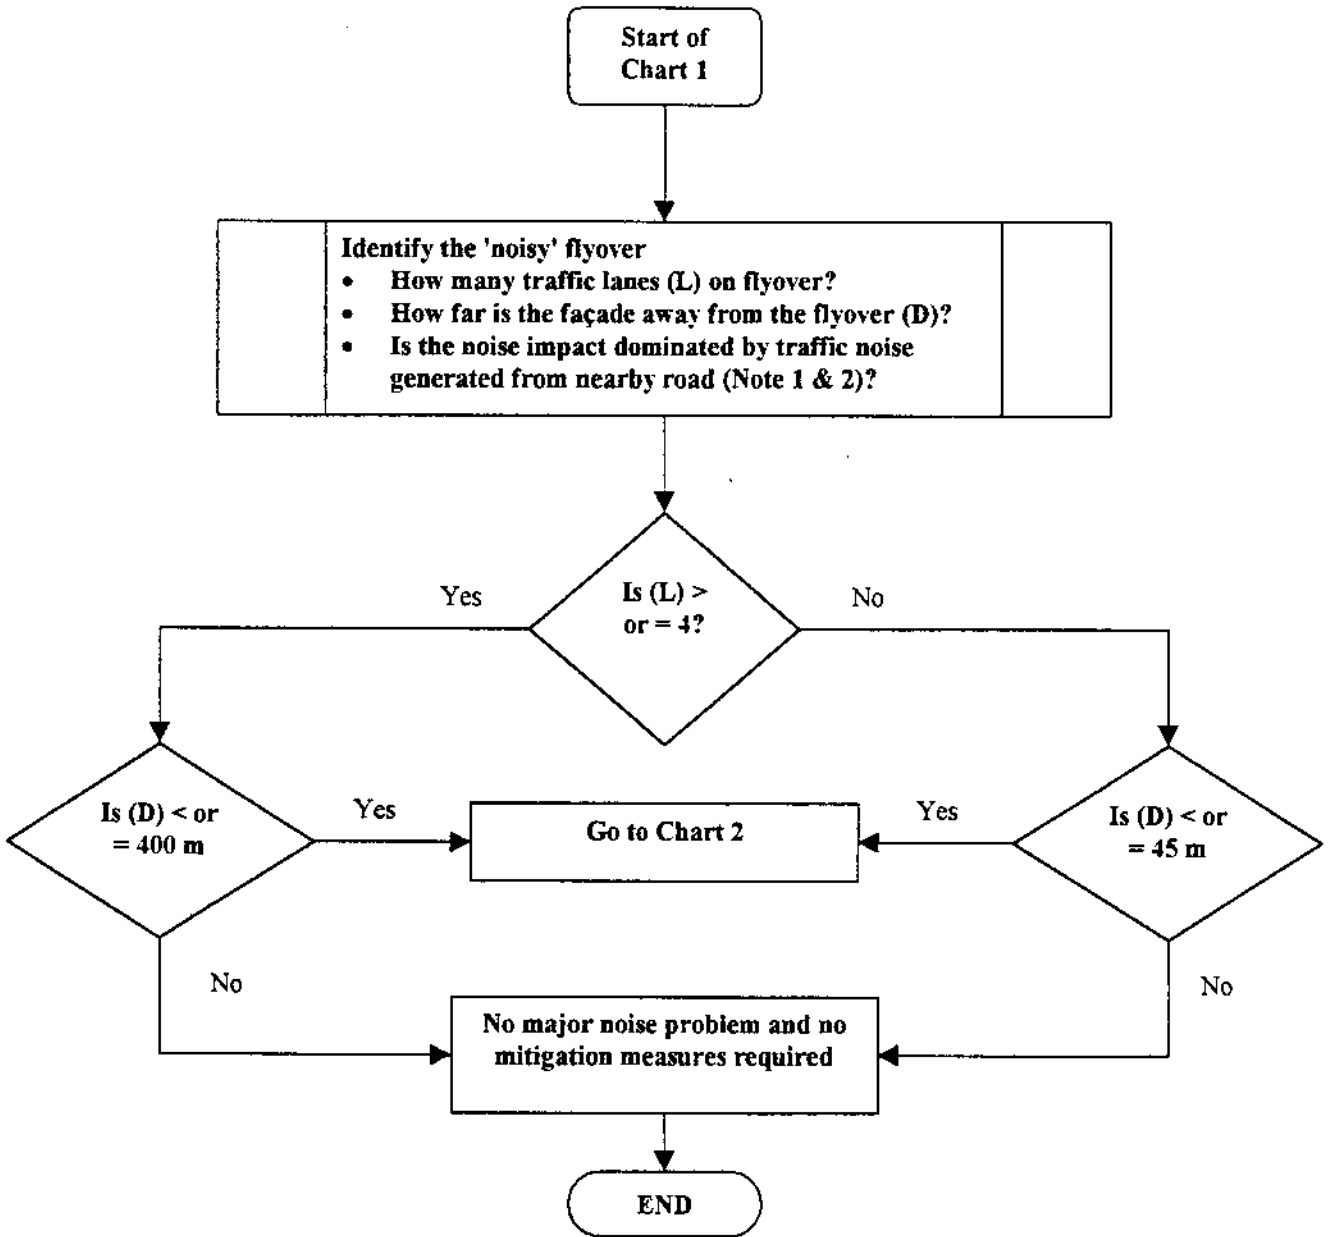 Start of
Chart 1
Identify the 'noisy' flyover
• How many traffic lanes (L) on flyover?
• How far is the façade away from the flyover (D)?
• Is the noise impact dominated by traffic noise
generated from nearby road (Note 1 & 2)?
Yes
Is (L) >
or = 4?
No
Is (D) < or
= 400 m
Yes
Go to Chart 2
Yes
Is (D) < or
= 45 m
No
No major noise problem and no
mitigation measures required
No
END